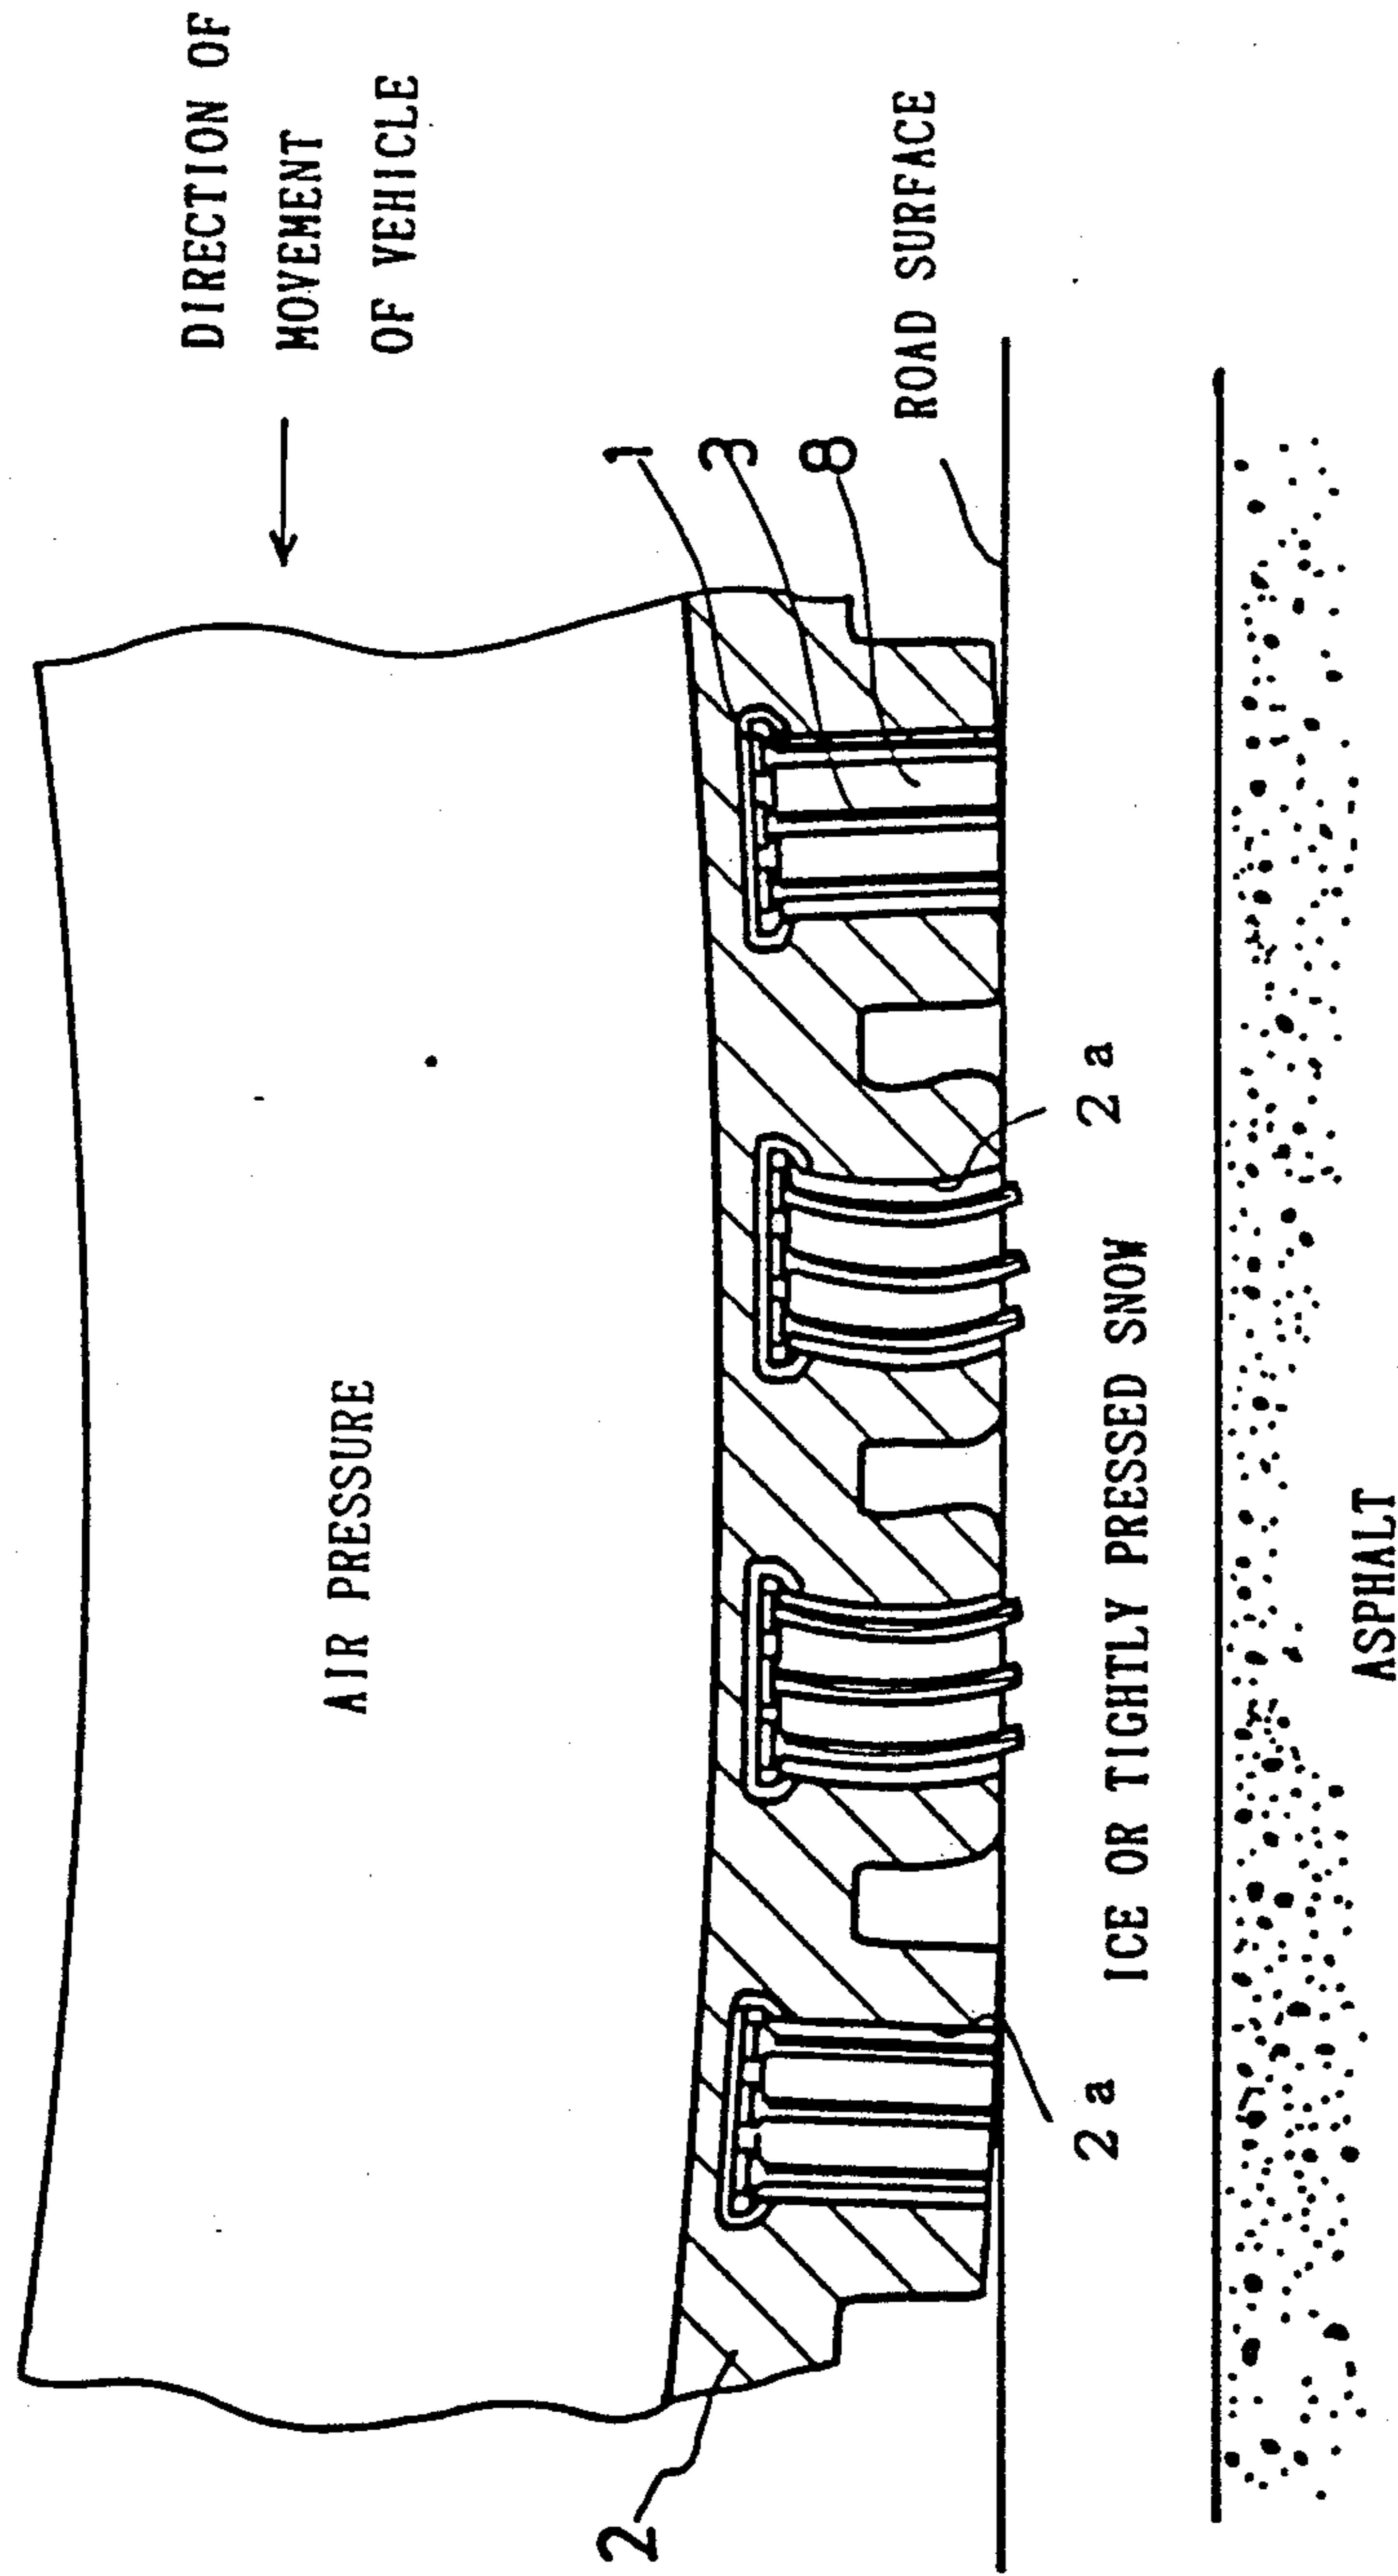 DIRECTION OF
MOVEMENT
OF VEHICLE
AIR PRESSURE
1
3
8
ROAD SURFACE
2
2a
2a
ICE OR TIGHTLY PRESSED SNOW
ASPHALT